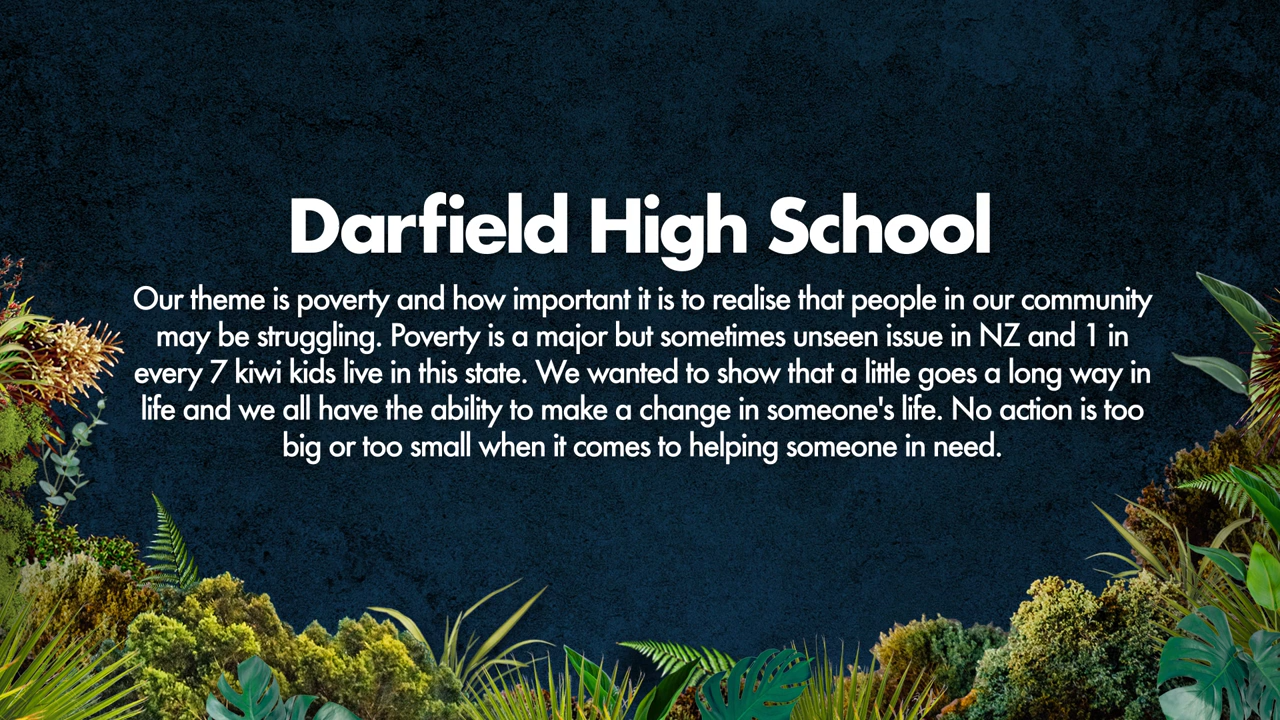 Darfield High School
Our theme is poverty and how important it is to realise that people in our community
may be struggling. Poverty is a major but sometimes unseen issue in NZ and 1 in
every 7 kiwi kids live in this state. We wanted to show that a little goes a long way in
life and we all have the ability to make a change in someone's life. No action is too
big or too small when it comes to helping someone in need.